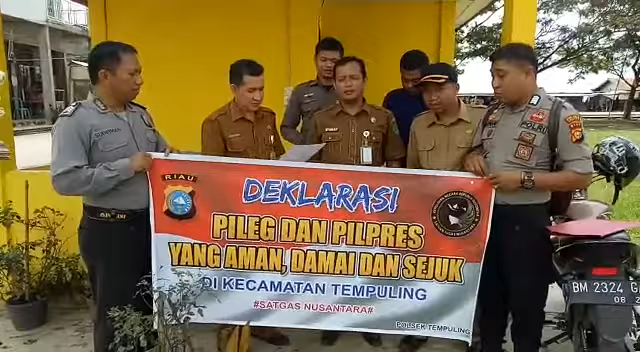 RIAU
DEKLARASI
PILEG DAN PILPRES
YANG AMAN, DAMAI DAN SEJUK
DI KECAMATAN TEMPULING
#SATGAS NUSANTARA#
POLSEK TEMPULING
POLRI
BM 2324 G